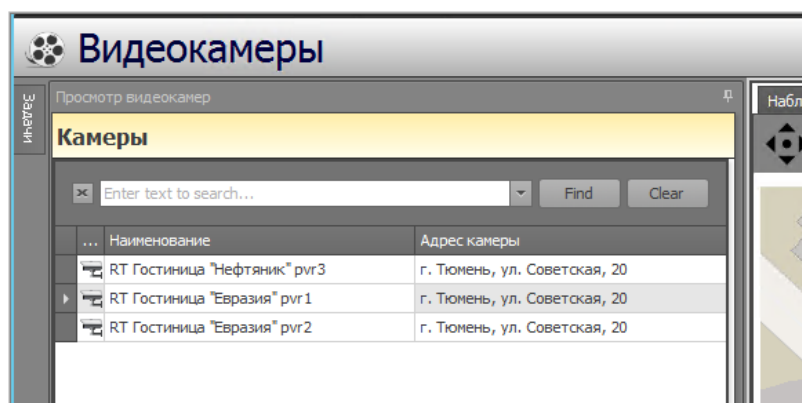 Видеокамеры
Задачи
Просмотр видеокамер
Набл
Камеры
Enter text to search...
Find
Clear
... Наименование Адрес камеры
RT Гостиница "Нефтяник" pvr3 г. Тюмень, ул. Советская, 20
RT Гостиница "Евразия" pvr1 г. Тюмень, ул. Советская, 20
RT Гостиница "Евразия" pvr2 г. Тюмень, ул. Советская, 20